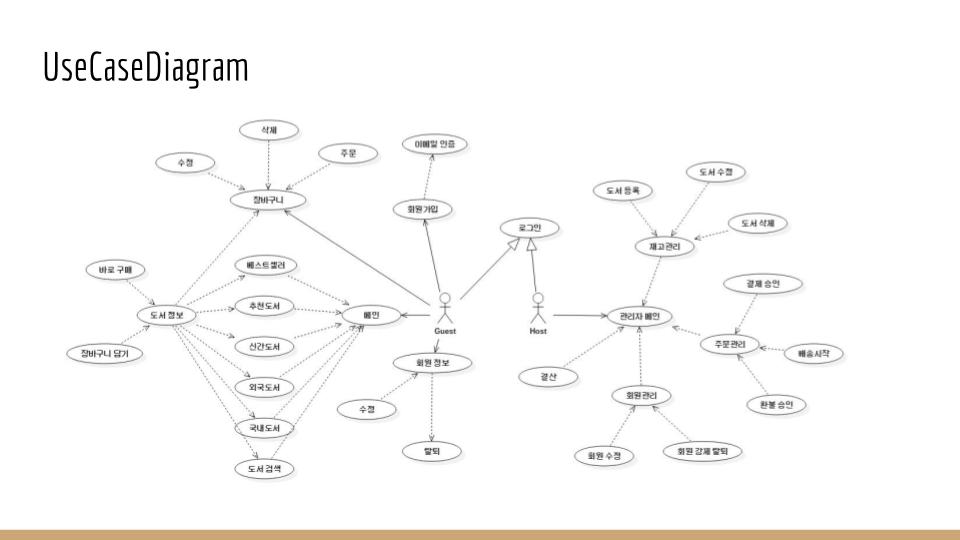 UseCaseDiagram
삭제
이메일 인증
수정
주문
도서 수정
도서 등록
장바구니
회원가입
로그인
도서 삭제
재고관리
바로 구매
베스트셀러
결제 승인
추천도서
도서 정보
메인
관리자 메인
Guest
Host
신간도서
주문관리
장바구니 담기
배송시작
회원 정보
결산
외국도서
회원관리
수정
환불 승인
국내도서
탈퇴
회원 수정
회원 강제 탈퇴
도서 검색